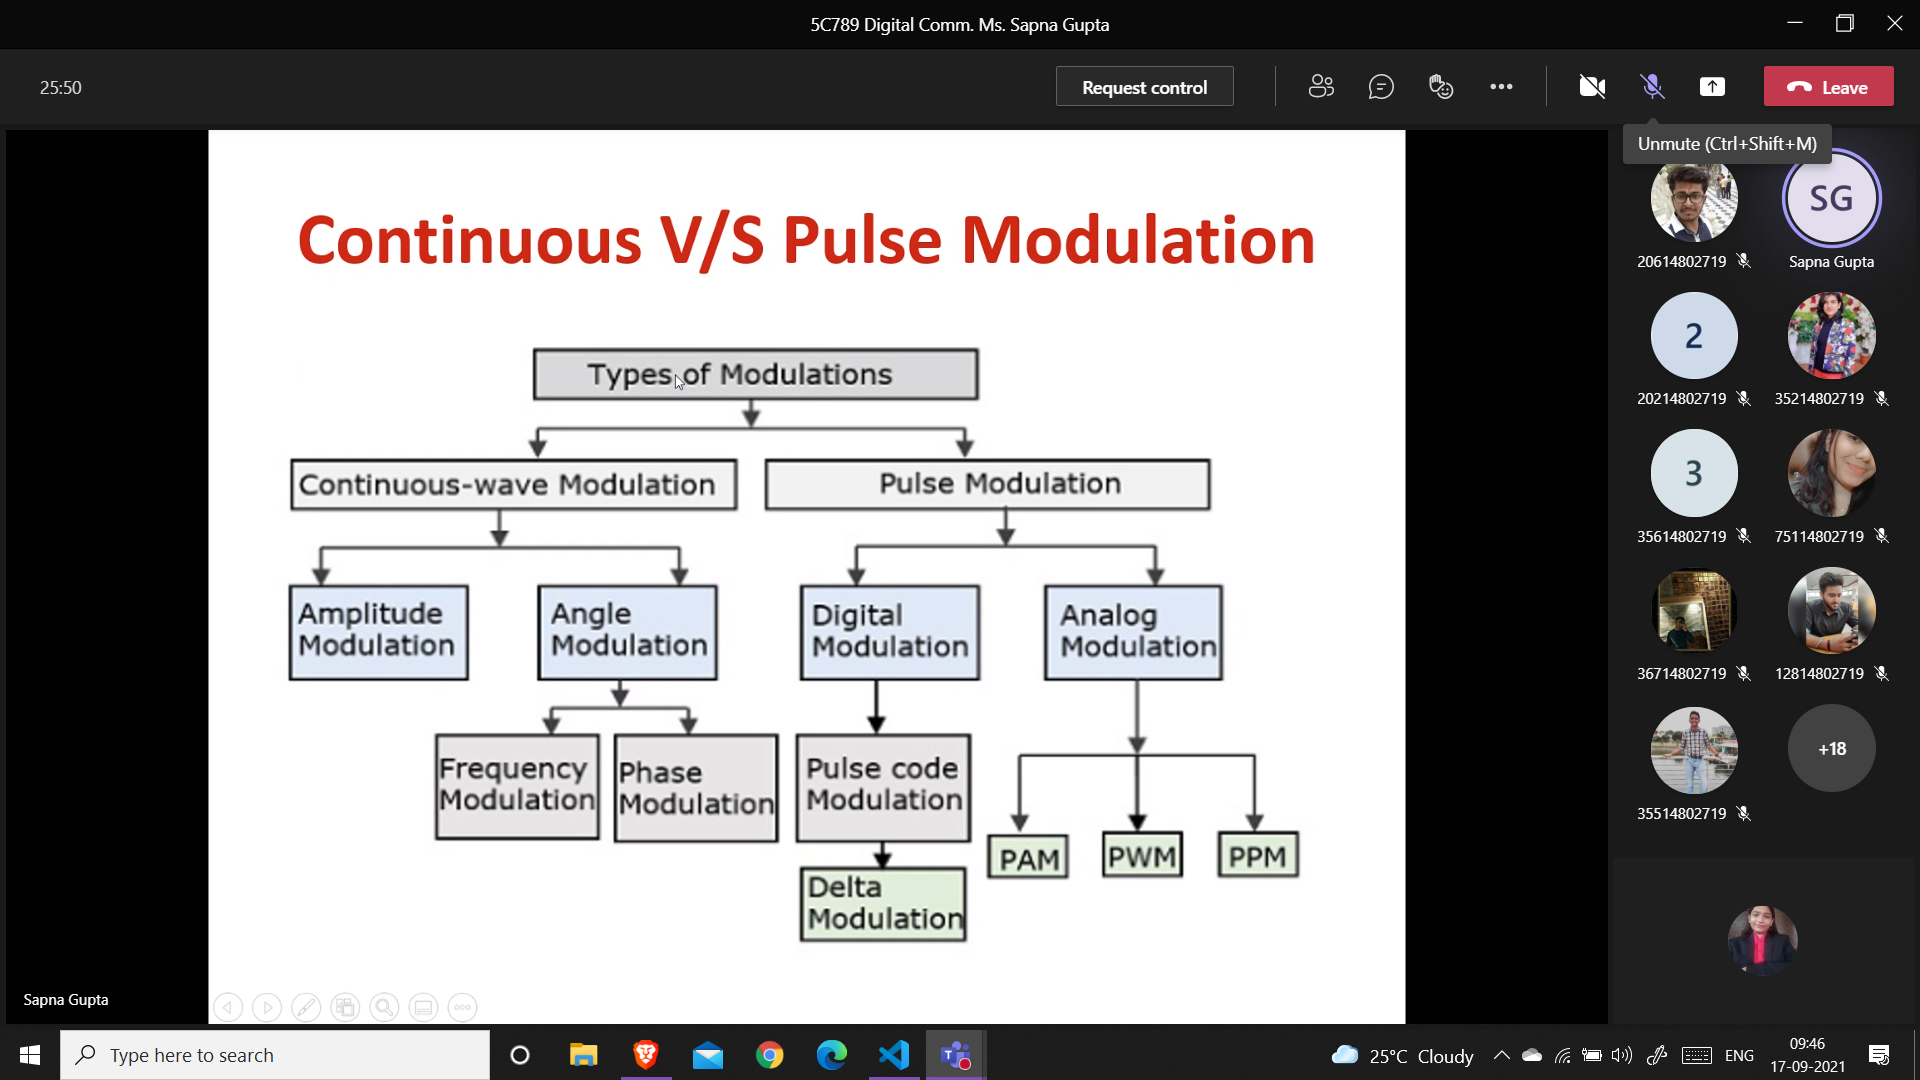 5C789 Digital Comm. Ms. Sapna Gupta
25:50
Request control
Leave
Unmute (Ctrl+Shift+M)
Continuous V/S Pulse Modulation
Types of Modulations
Continuous-wave Modulation
Pulse Modulation
Amplitude
Modulation
Angle
Modulation
Digital
Modulation
Analog
Modulation
Frequency
Modulation
Phase
Modulation
Pulse code
Modulation
PAM
PWM
PPM
Delta
Modulation
SG
20614802719
Sapna Gupta
2
20214802719
35214802719
3
35614802719
75114802719
36714802719
12814802719
+18
35514802719
Sapna Gupta
Type here to search
25°C Cloudy
ENG
09:46
17-09-2021